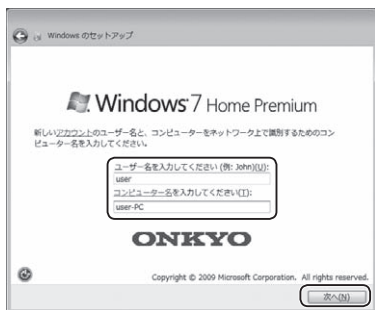 Windows のセットアップ
Windows 7 Home Premium
新しいアカウントのユーザー名と、コンピューターをネットワーク上で識別するためのコン
ピューター名を入力してください。
ユーザー名を入力してください (例: John)(U):
user
コンピューター名を入力してください(T):
user-PC
ONKYO
Copyright © 2009 Microsoft Corporation. All rights reserved.
次へ(N)